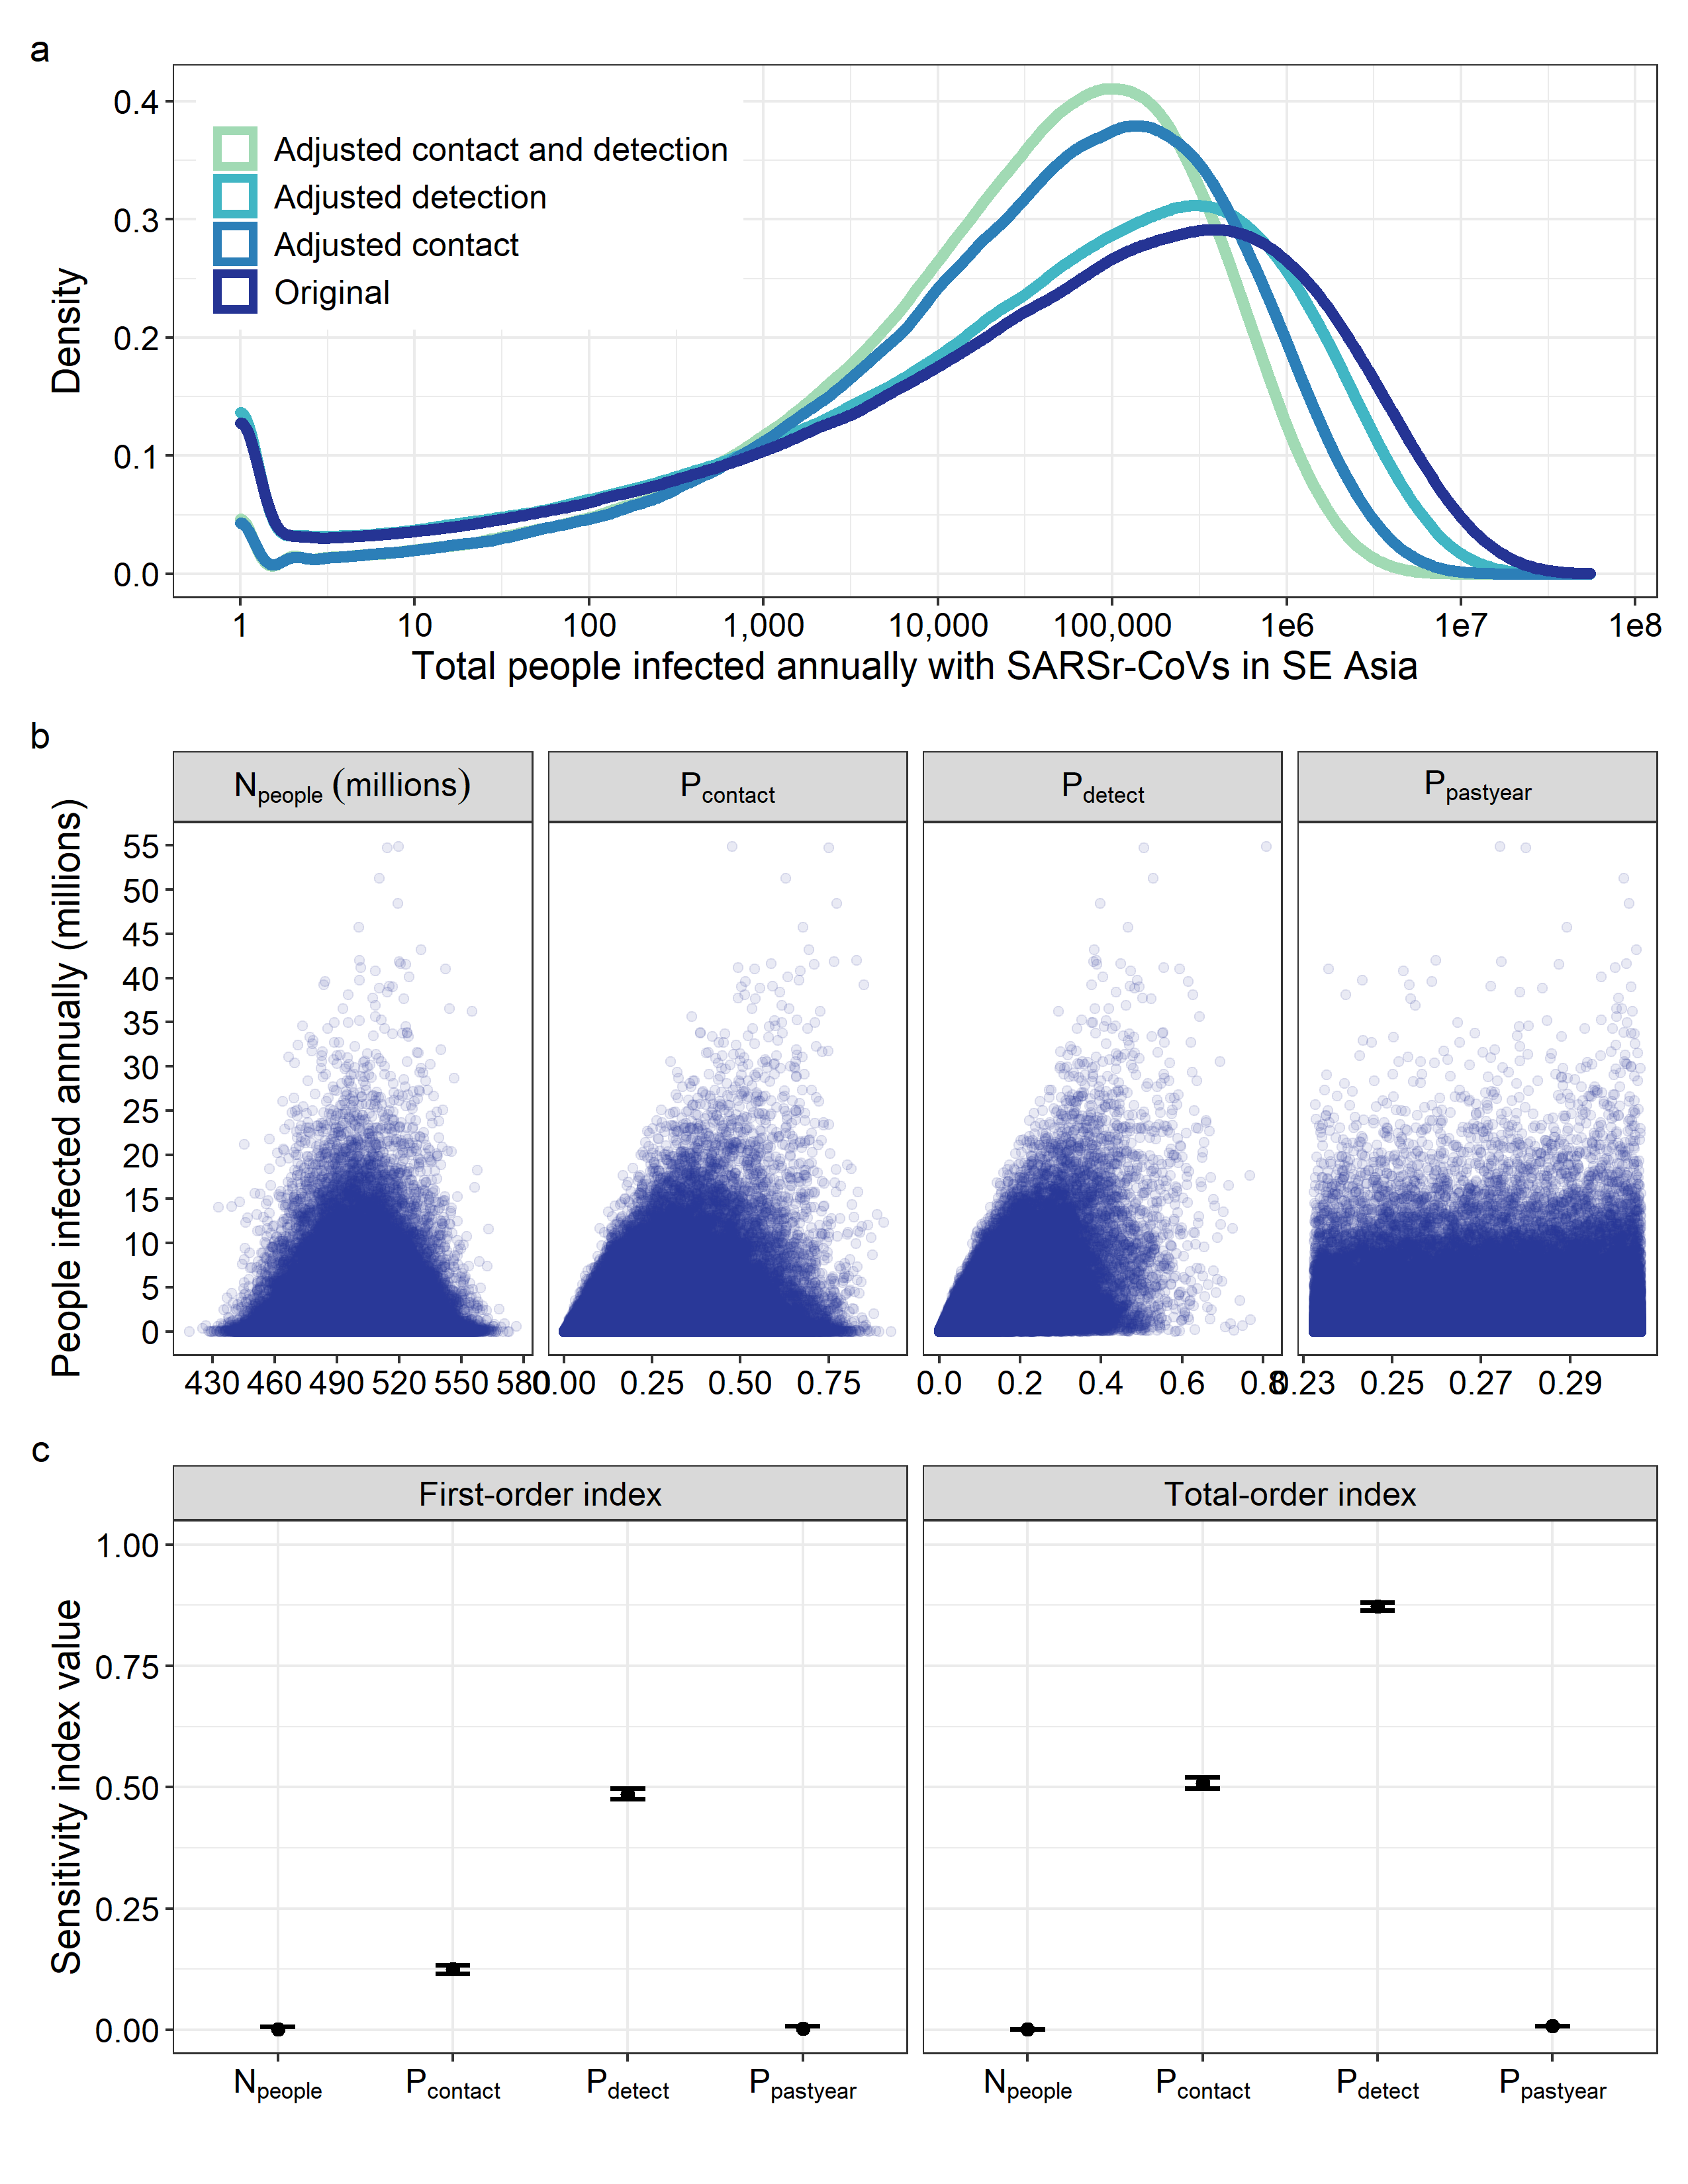 a
Density
0.4
0.3
0.2
0.1
0.0
Adjusted contact and detection
Adjusted detection
Adjusted contact
Original
1 10 100 1,000 10,000 100,000 1e6 1e7 1e8
Total people infected annually with SARSr-CoVs in SE Asia
b
People infected annually (millions)
Npeople (millions) Pcontact Pdetect Ppastyear
55
50
45
40
35
30
25
20
15
10
5
0
430 460 490 520 550 580 0.00 0.25 0.50 0.75 0.0 0.2 0.4 0.6 0.8 0.23 0.25 0.27 0.29
c
Sensitivity index value
First-order index Total-order index
1.00
0.75
0.50
0.25
0.00
Npeople Pcontact Pdetect Ppastyear Npeople Pcontact Pdetect Ppastyear